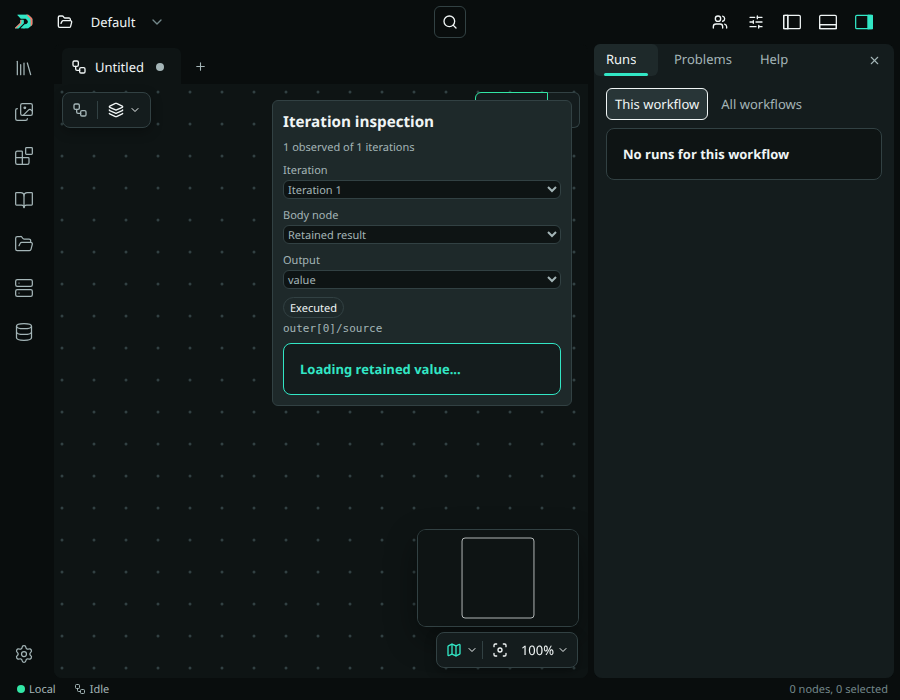 Default
Untitled
Runs
Problems
Help
This workflow
All workflows
No runs for this workflow
Iteration inspection
1 observed of 1 iterations
Iteration
Iteration 1
Body node
Retained result
Output
value
Executed
outer[0]/source
Loading retained value...
100%
Local
Idle
0 nodes, 0 selected